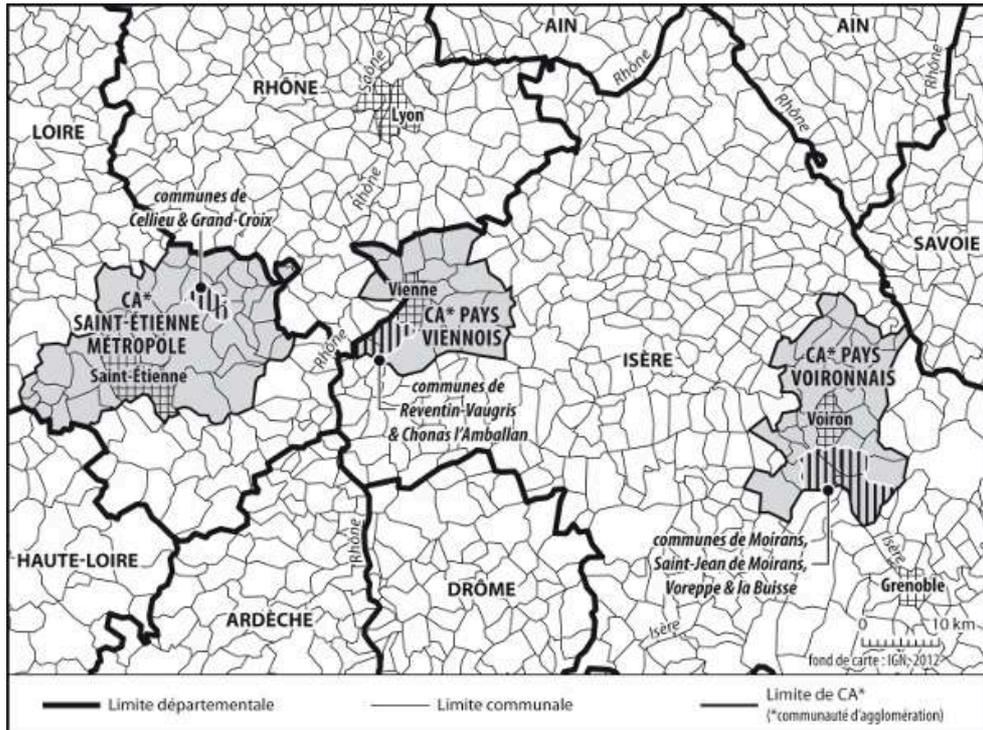 AIN
AIN
RHÔNE
Saône
Rhône
Rhône
Rhône
Lyon
LOIRE
Rhône
communes de
Cellieu & Grand-Croix
SAVOIE
CA*
SAINT-ÉTIENNE
MÉTROPOLE
Saint-Étienne
Vienne
CA* PAYS
VIENNOIS
Rhône
ISÈRE
CA* PAYS
VOIRONNAIS
Voiron
communes de
Reventin-Vaugris
& Chonas l'Amballan
HAUTE-LOIRE
Rhône
communes de Moirans,
Saint-Jean de Moirans,
Voreppe & la Buisse
Isère
Grenoble
ARDÈCHE
DRÔME
Isère
0 10 km
fond de carte : IGN, 2012
Limite départementale
Limite communale
Limite de CA*
(*communauté d'agglomération)